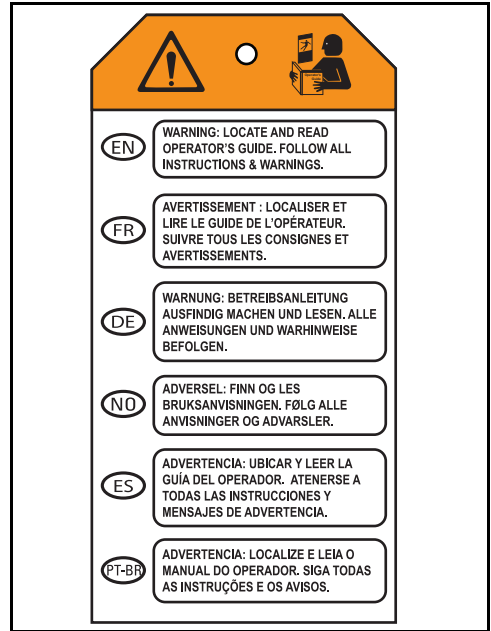 Operator's
Guide
EN
WARNING: LOCATE AND READ
OPERATOR'S GUIDE. FOLLOW ALL
INSTRUCTIONS & WARNINGS.
FR
AVERTISSEMENT : LOCALISER ET
LIRE LE GUIDE DE L'OPÉRATEUR.
SUIVRE TOUS LES CONSIGNES ET
AVERTISSEMENTS.
DE
WARNUNG: BETREIBSANLEITUNG
AUSFINDIG MACHEN UND LESEN. ALLE
ANWEISUNGEN UND WARHINWEISE
BEFOLGEN.
NO
ADVERSEL: FINN OG LES
BRUKSANVISNINGEN. FØLG ALLE
ANVISNINGER OG ADVARSLER.
ES
ADVERTENCIA: UBICAR Y LEER LA
GUÍA DEL OPERADOR. ATENERSE A
TODAS LAS INSTRUCCIONES Y
MENSAJES DE ADVERTENCIA.
PT-BR
ADVERTENCIA: LOCALIZE E LEIA O
MANUAL DO OPERADOR. SIGA TODAS
AS INSTRUÇÕES E OS AVISOS.